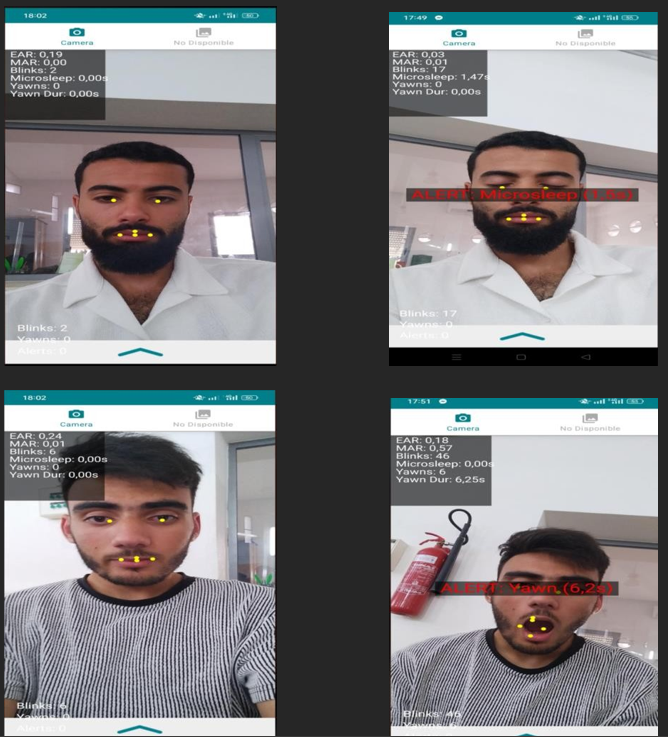 18:02
Camera
No Disponible
EAR: 0,19
MAR: 0,00
Blinks: 2
Microsleep: 0,00s
Yawns: 0
Yawn Dur: 0,00s
Blinks: 2
Yawns: 0
Alerts: 0
17:49
Camera
No Disponible
EAR: 0,03
MAR: 0,01
Blinks: 17
Microsleep: 1,47s
Yawns: 0
Yawn Dur: 0,00s
ALERT: Microsleep (1,5s)
Blinks: 17
Yawns: 0
18:02
Camera
No Disponible
EAR: 0,24
MAR: 0,01
Blinks: 6
Microsleep: 0,00s
Yawns: 0
Yawn Dur: 0,00s
Blinks: 6
Yawns: 0
Alerts: 0
17:51
Camera
No Disponible
EAR: 0,18
MAR: 0,57
Blinks: 46
Microsleep: 0,00s
Yawns: 6
Yawn Dur: 6,25s
ALERT: Yawn (6,2s)
Blinks: 46
Yawns: 6